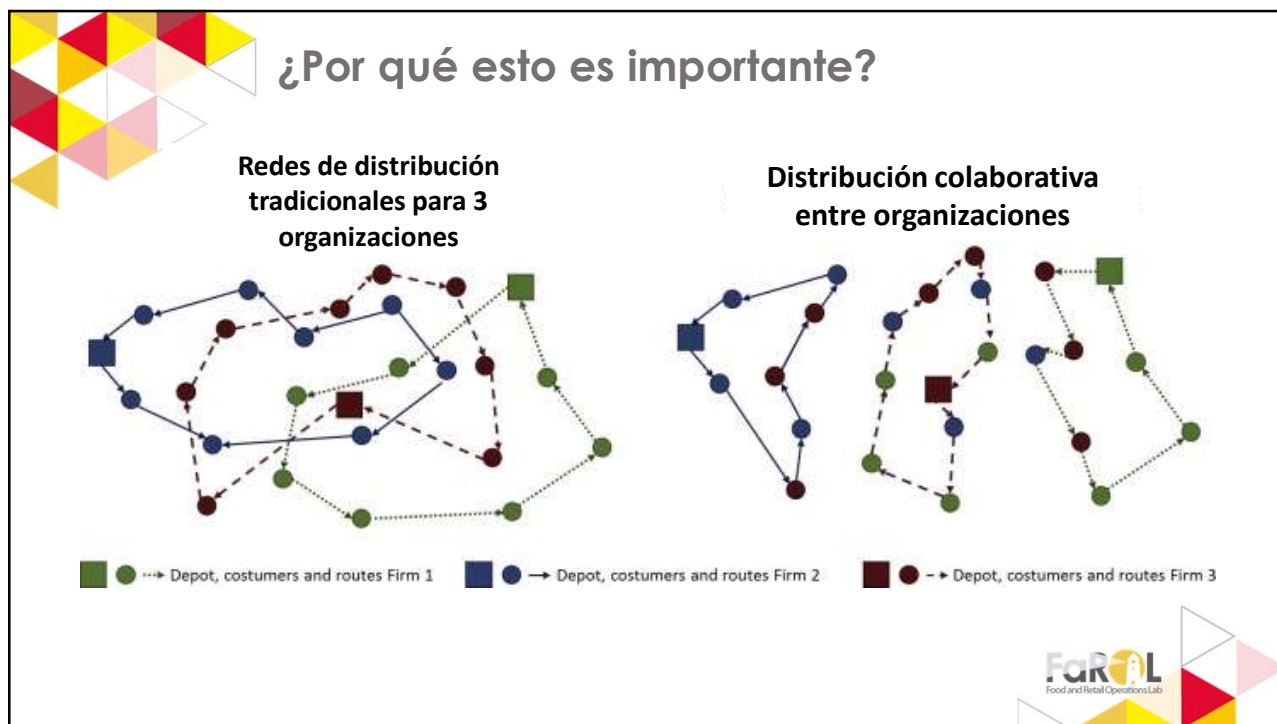 ¿Por qué esto es importante?
Redes de distribución
tradicionales para 3
organizaciones
Distribución colaborativa
entre organizaciones
Depot, costumers and routes Firm 1
Depot, costumers and routes Firm 2
Depot, costumers and routes Firm 3
FaROL
Food and Retail Operations Lab